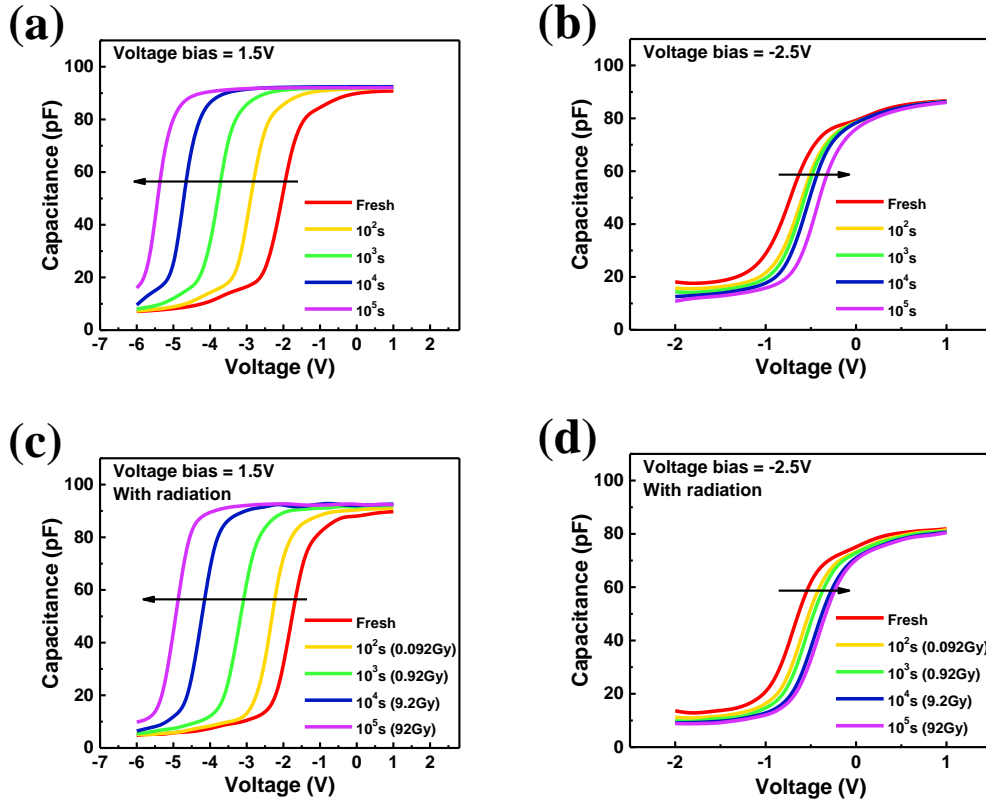 (a)
Voltage bias = 1.5V
Capacitance (pF)
100
80
60
40
20
0
Fresh
10²s
10³s
10⁴s
10⁵s
-7 -6 -5 -4 -3 -2 -1 0 1 2
Voltage (V)
(b)
Voltage bias = -2.5V
Capacitance (pF)
100
80
60
40
20
0
Fresh
10²s
10³s
10⁴s
10⁵s
-2 -1 0 1
Voltage (V)
(c)
Voltage bias = 1.5V
With radiation
Capacitance (pF)
100
80
60
40
20
0
Fresh
10²s (0.092Gy)
10³s (0.92Gy)
10⁴s (9.2Gy)
10⁵s (92Gy)
-7 -6 -5 -4 -3 -2 -1 0 1 2
Voltage (V)
(d)
Voltage bias = -2.5V
With radiation
Capacitance (pF)
100
80
60
40
20
0
Fresh
10²s (0.092Gy)
10³s (0.92Gy)
10⁴s (9.2Gy)
10⁵s (92Gy)
-2 -1 0 1
Voltage (V)